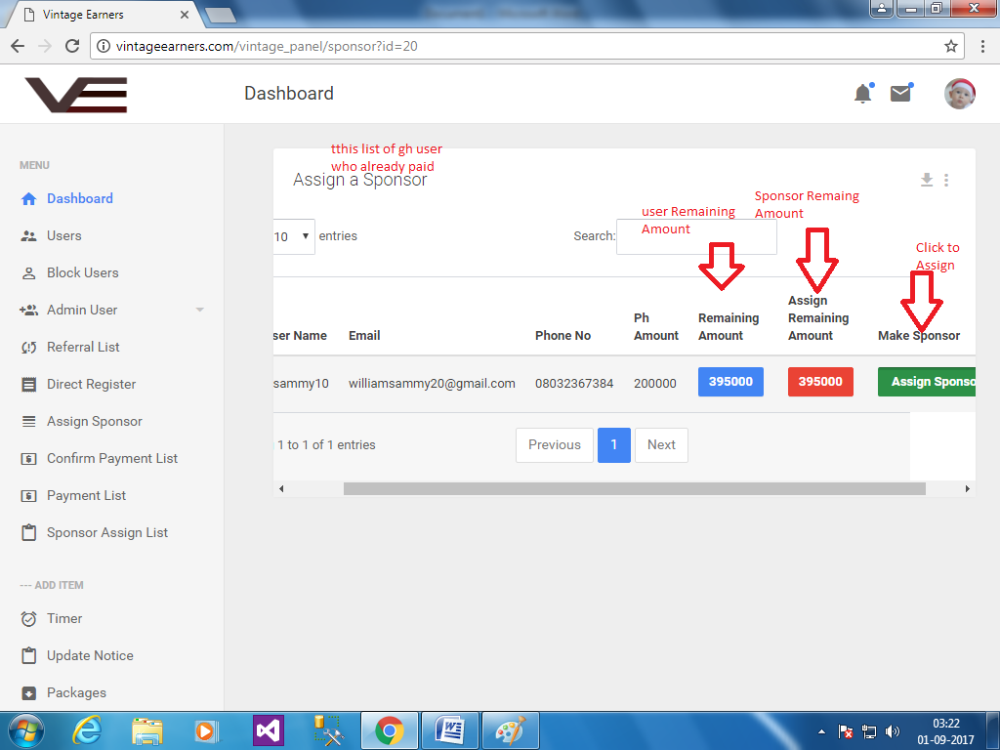 Vintage Earners
vintageearners.com/vintage_panel/sponsor?id=20
VE
Dashboard
MENU
Dashboard
Users
Block Users
Admin User
Referral List
Direct Register
Assign Sponsor
Confirm Payment List
Payment List
Sponsor Assign List
--- ADD ITEM
Timer
Update Notice
Packages
tthis list of gh user
who already paid
Assign a Sponsor
10 entries
Search:
user Remaining
Amount
Sponsor Remaing
Amount
Click to
Assign
ser Name Email Phone No Ph Amount Remaining Amount Assign Remaining Amount Make Sponsor
sammy10 williamsammy20@gmail.com 08032367384 200000 395000 395000 Assign Sponso
1 to 1 of 1 entries
Previous 1 Next
03:22
01-09-2017